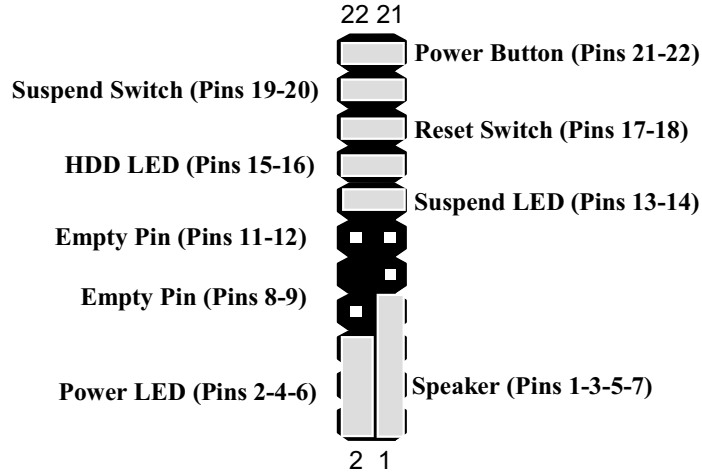 22 21
Power Button (Pins 21-22)
Suspend Switch (Pins 19-20)
Reset Switch (Pins 17-18)
HDD LED (Pins 15-16)
Suspend LED (Pins 13-14)
Empty Pin (Pins 11-12)
Empty Pin (Pins 8-9)
Power LED (Pins 2-4-6)
Speaker (Pins 1-3-5-7)
2 1